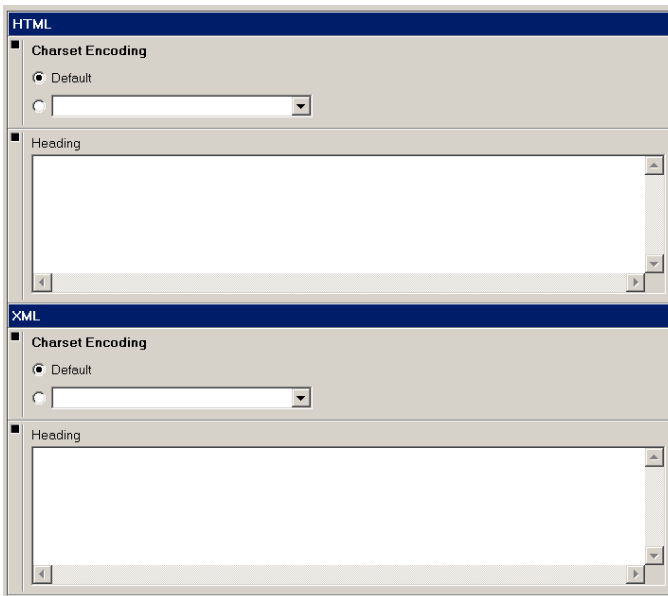 HTML
Charset Encoding
Default
Heading
XML
Charset Encoding
Default
Heading